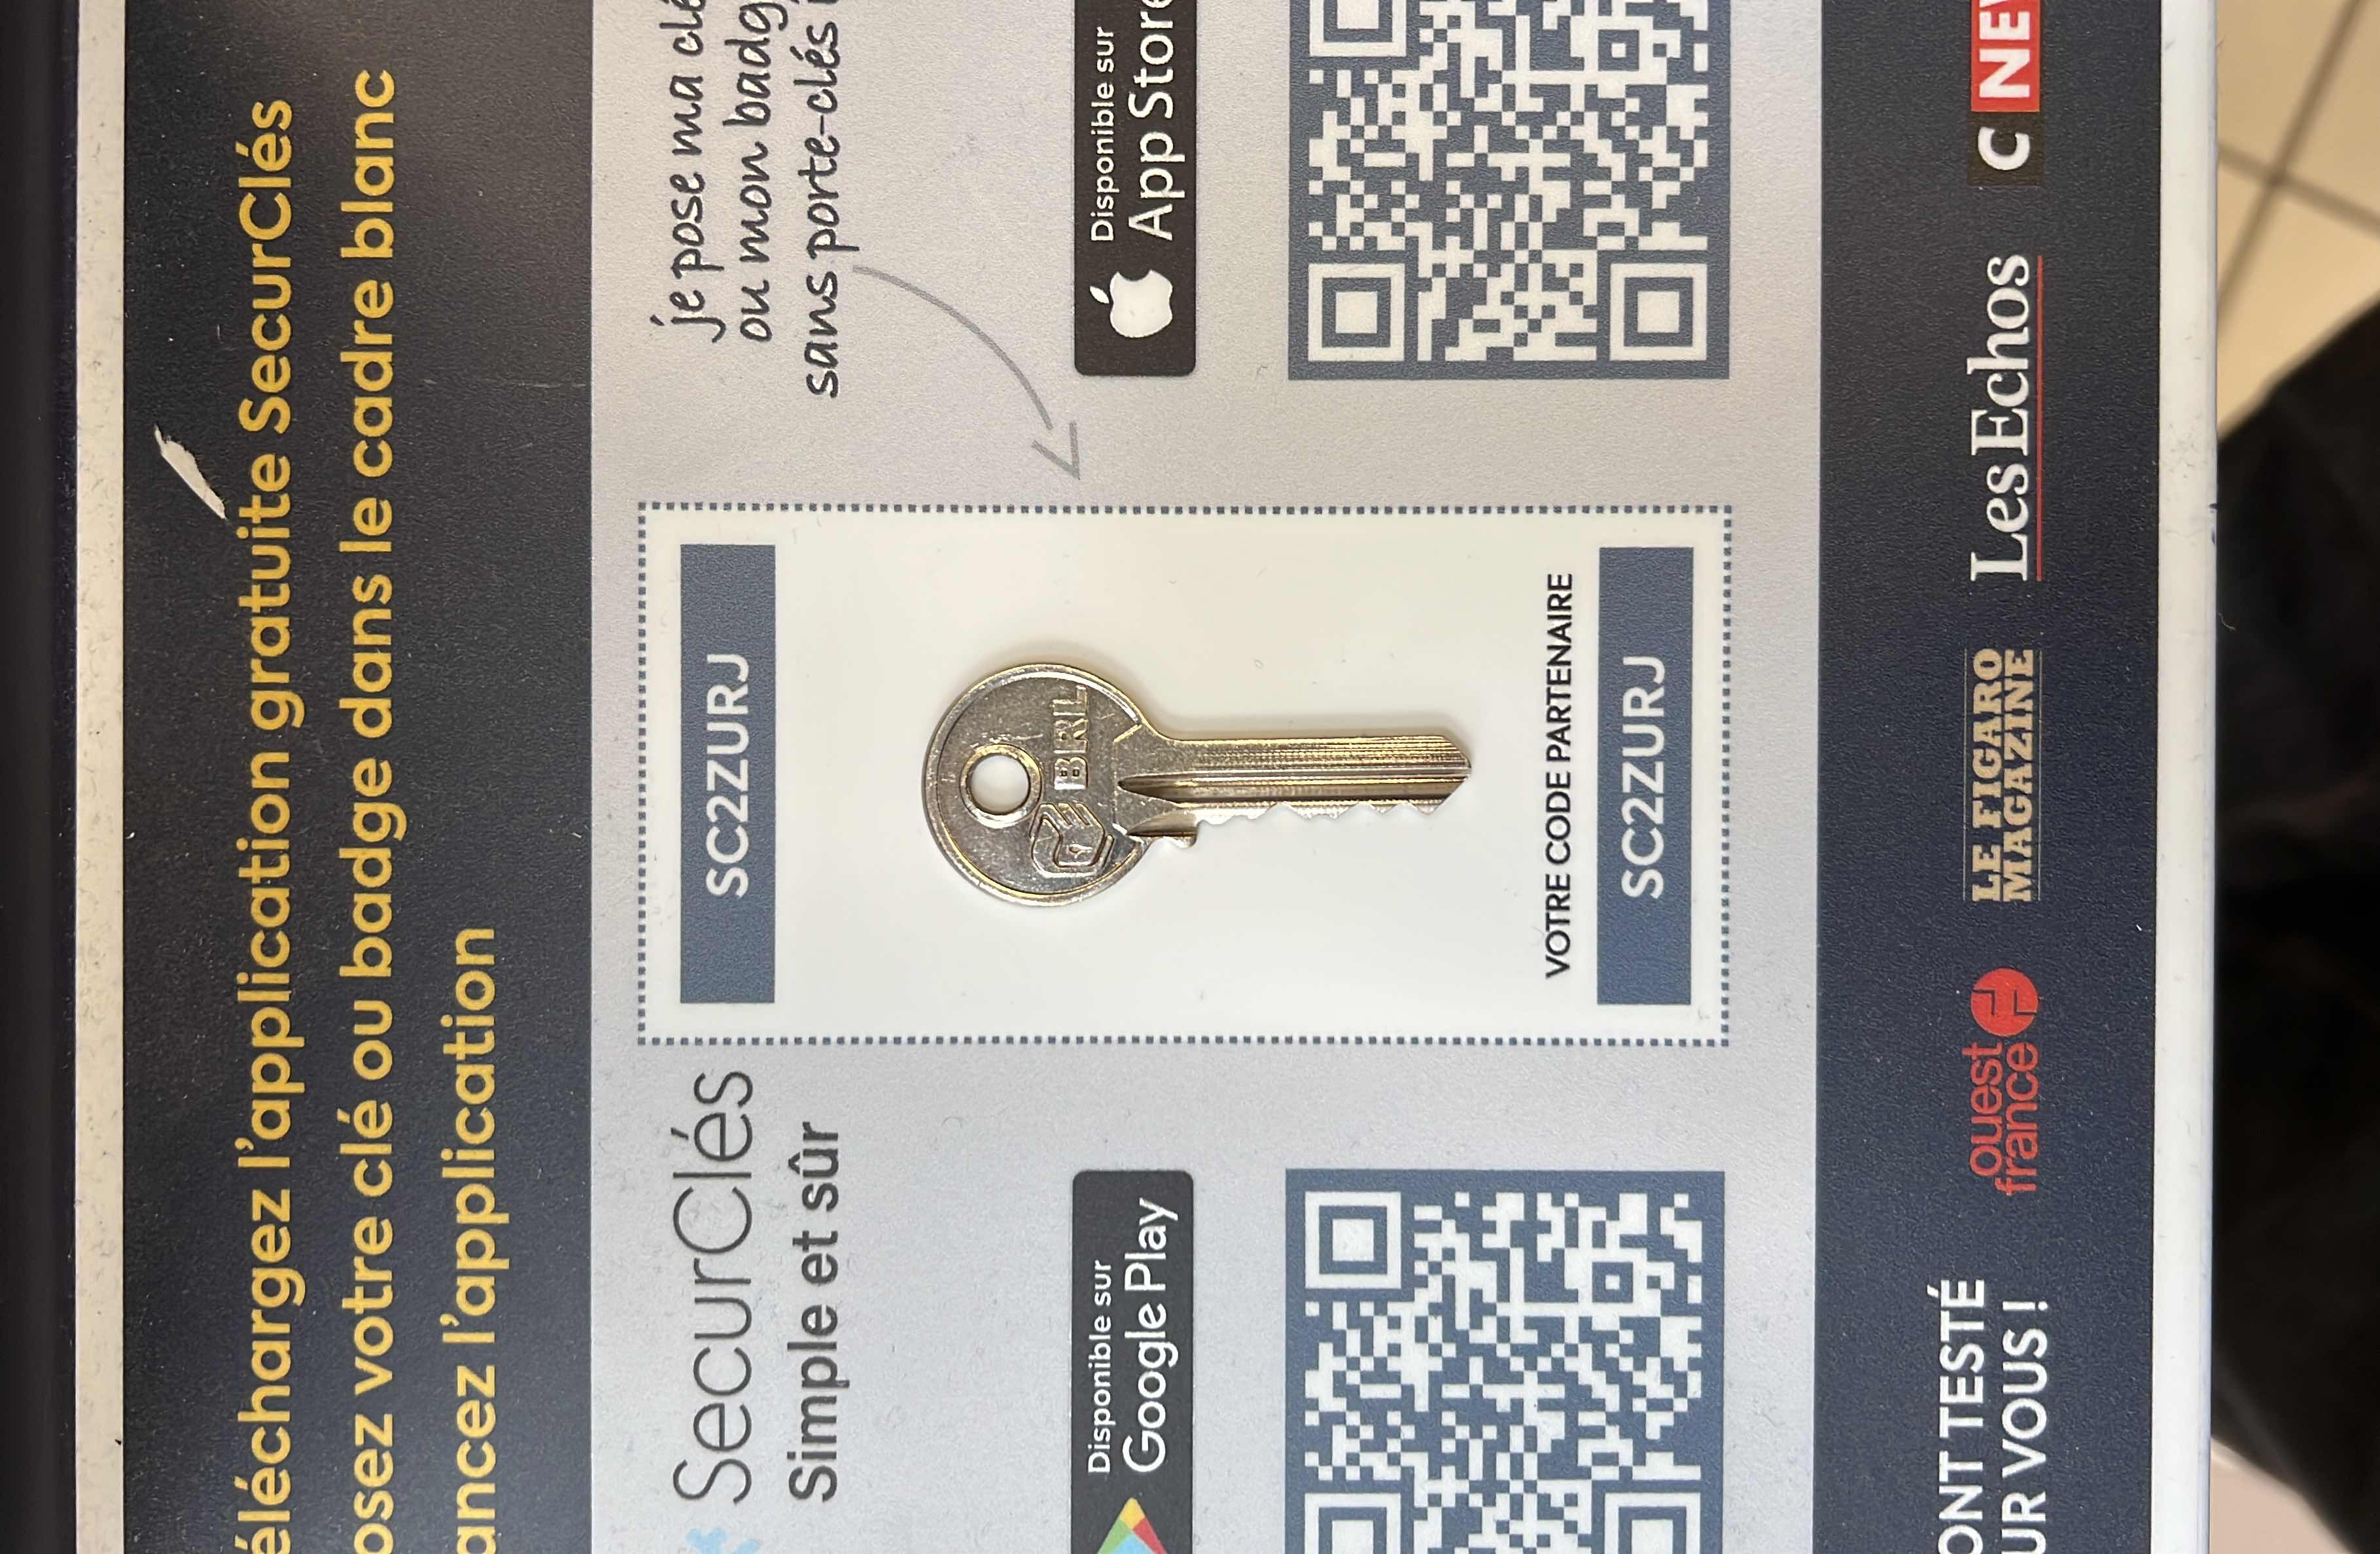 éléchargez l'application gratuite SecurClés
osez votre clé ou badge dans le cadre blanc
ancez l'application
SecurClés
Simple et sûr
SC2ZURJ
je pose ma clé
ou mon badg
sans porte-clés i
BRL
Disponible sur
Google Play
Disponible sur
App Store
VOTRE CODE PARTENAIRE
SC2ZURJ
ONT TESTÉ
UR VOUS !
ouest
france
LE FIGARO
MAGAZINE
Les Echos
C NEW